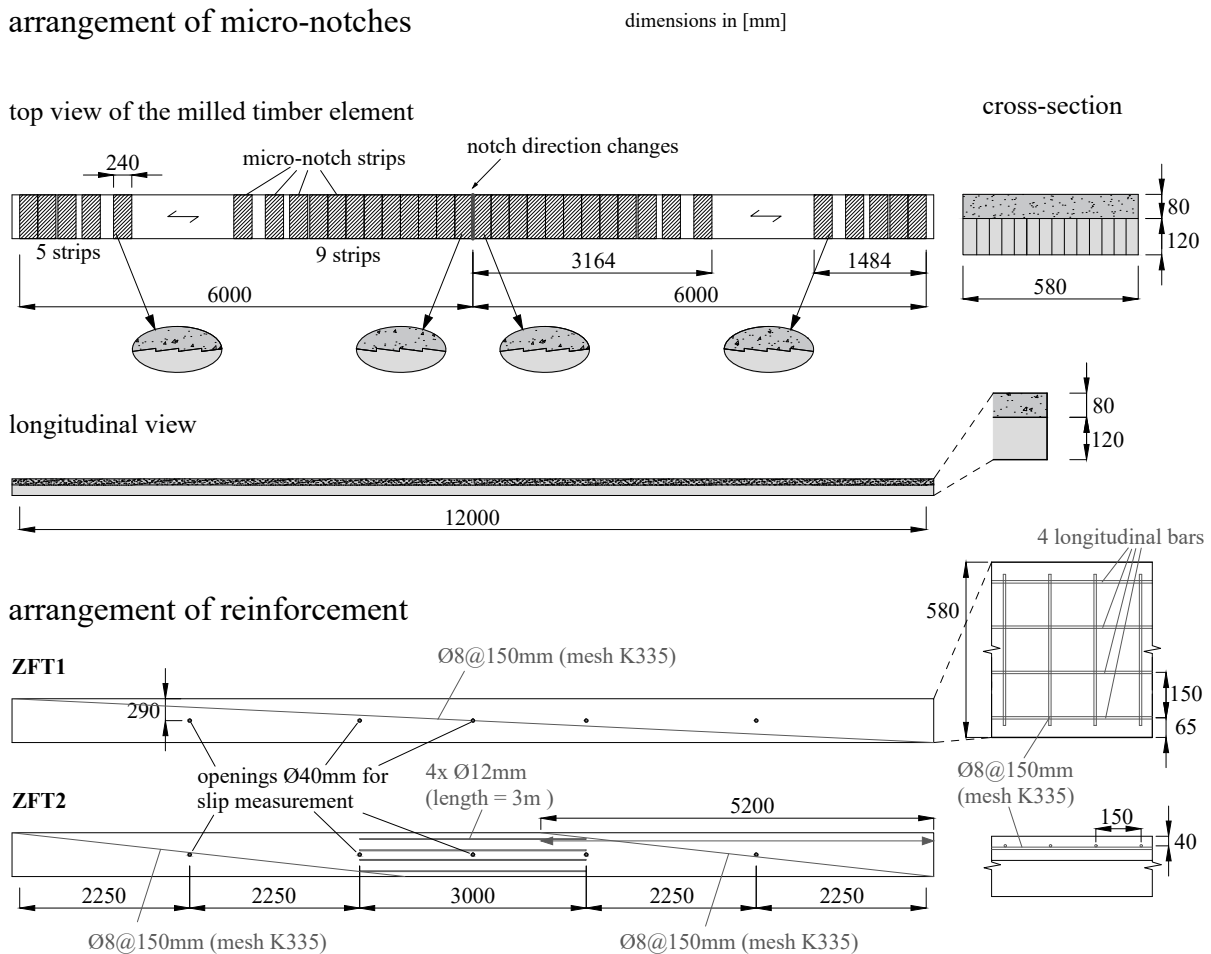 arrangement of micro-notches
dimensions in [mm]
top view of the milled timber element
cross-section
240
micro-notch strips
notch direction changes
5 strips
9 strips
3164
1484
6000
6000
80
120
580
longitudinal view
80
120
12000
4 longitudinal bars
arrangement of reinforcement
580
ZFT1
Ø8@150mm (mesh K335)
290
150
65
openings Ø40mm for
slip measurement
4x Ø12mm
(length = 3m )
Ø8@150mm
(mesh K335)
ZFT2
5200
150
40
2250
2250
3000
2250
2250
Ø8@150mm (mesh K335)
Ø8@150mm (mesh K335)